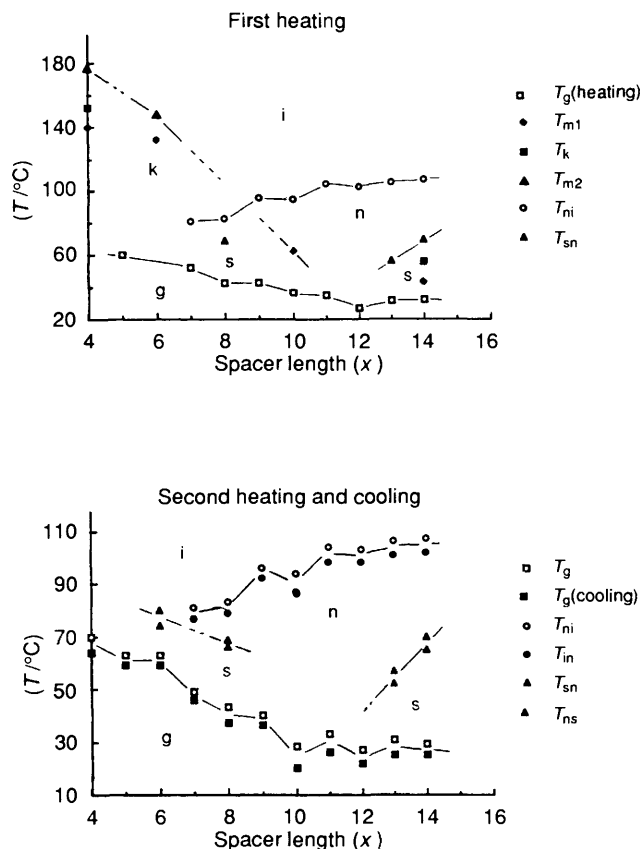 First heating
180
140
100
60
20
(T /°C)
i
k
n
s
s
g
4 6 8 10 12 14 16
Spacer length (x)
Tg(heating)
Tm1
Tk
Tm2
Tni
Tsn
Second heating and cooling
110
90
70
50
30
10
(T /°C)
i
n
s
s
g
4 6 8 10 12 14 16
Spacer length (x)
Tg
Tg(cooling)
Tni
Tin
Tsn
Tns